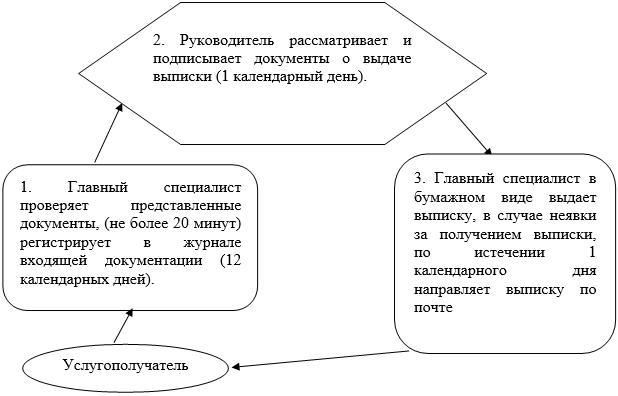 2. Руководитель рассматривает и
подписывает документы о выдаче
выписки (1 календарный день).
1. Главный специалист
проверяет представленные
документы, (не более 20 минут)
регистрирует в журнале
входящей документации (12
календарных дней).
3. Главный специалист в
бумажном виде выдает
выписку, в случае неявки
за получением выписки,
по истечении 1
календарного дня
направляет выписку по
почте
Услугополучатель